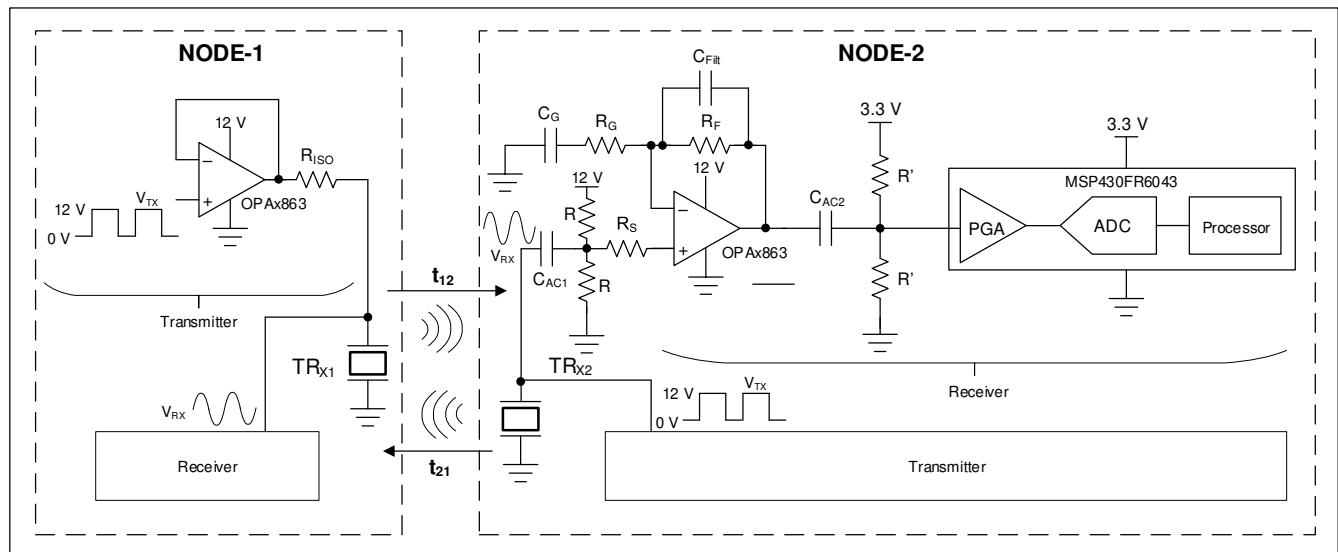 NODE-1
12 V
R_ISO
OPAx863
V_TX
12 V
0 V
Transmitter
TR_X1
V_RX
Receiver
t_12
t_21
NODE-2
C_Filt
C_G
R_G
R_F
12 V
12 V
R
R_S
V_RX
C_AC1
R
OPAx863
C_AC2
3.3 V
R'
R'
3.3 V
MSP430FR6043
PGA
ADC
Processor
Receiver
TR_X2
12 V
V_TX
0 V
Transmitter